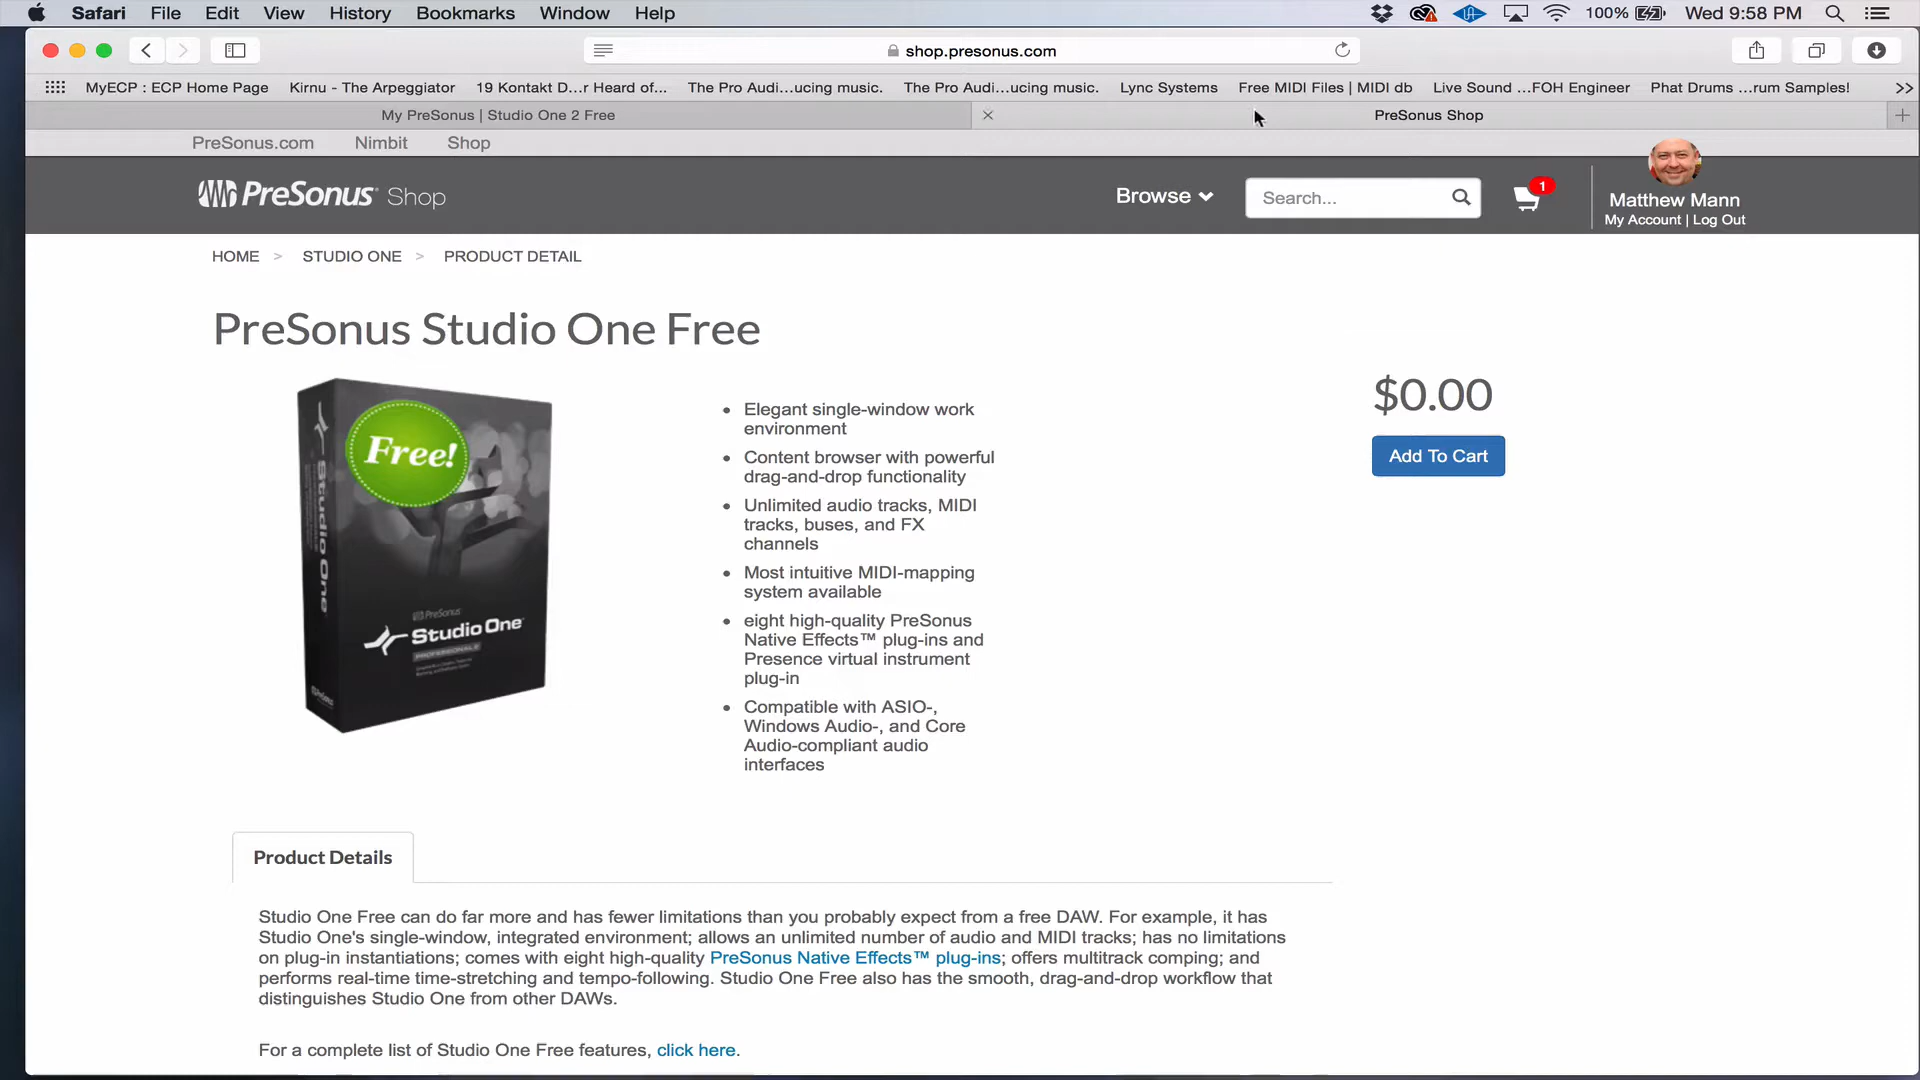 Safari File Edit View History Bookmarks Window Help 100% Wed 9:58 PM
shop.presonus.com
MyECP : ECP Home Page Kirnu - The Arpeggiator 19 Kontakt D...r Heard of... The Pro Audi...ucing music. The Pro Audi...ucing music. Lync Systems Free MIDI Files | MIDI db Live Sound ...FOH Engineer Phat Drums ...rum Samples! >>
My PreSonus | Studio One 2 Free PreSonus Shop
PreSonus.com Nimbit Shop
PreSonus Shop Browse Search... 1 Matthew Mann
My Account | Log Out
HOME > STUDIO ONE > PRODUCT DETAIL
PreSonus Studio One Free
Free!
Studio One
PreSonus
Studio One
PROFESSIONAL
PreSonus
• Elegant single-window work
environment
• Content browser with powerful
drag-and-drop functionality
• Unlimited audio tracks, MIDI
tracks, buses, and FX
channels
• Most intuitive MIDI-mapping
system available
• eight high-quality PreSonus
Native Effects™ plug-ins and
Presence virtual instrument
plug-in
• Compatible with ASIO-,
Windows Audio-, and Core
Audio-compliant audio
interfaces
$0.00
Add To Cart
Product Details
Studio One Free can do far more and has fewer limitations than you probably expect from a free DAW. For example, it has
Studio One's single-window, integrated environment; allows an unlimited number of audio and MIDI tracks; has no limitations
on plug-in instantiations; comes with eight high-quality PreSonus Native Effects™ plug-ins; offers multitrack comping; and
performs real-time time-stretching and tempo-following. Studio One Free also has the smooth, drag-and-drop workflow that
distinguishes Studio One from other DAWs.
For a complete list of Studio One Free features, click here.